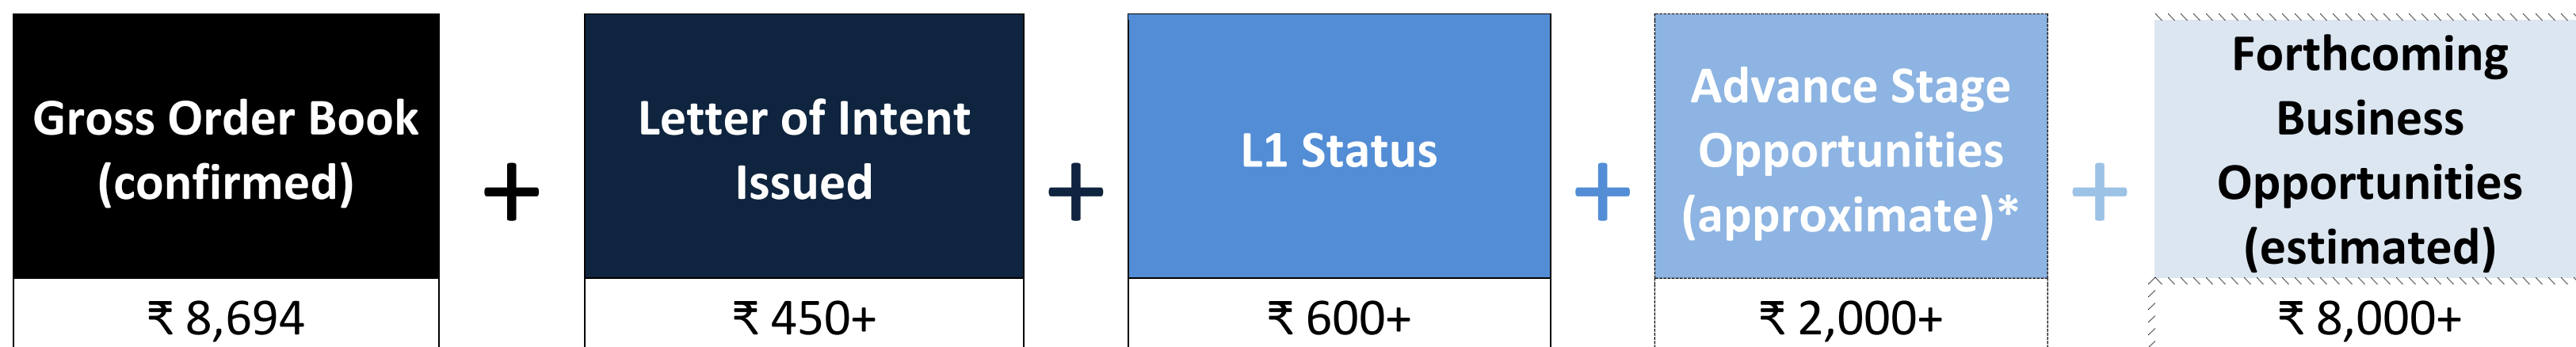 Gross Order Book
(confirmed)
+
Letter of Intent
Issued
+
L1 Status
+
Advance Stage
Opportunities
(approximate)*
+
Forthcoming
Business
Opportunities
(estimated)
₹ 8,694
₹ 450+
₹ 600+
₹ 2,000+
₹ 8,000+